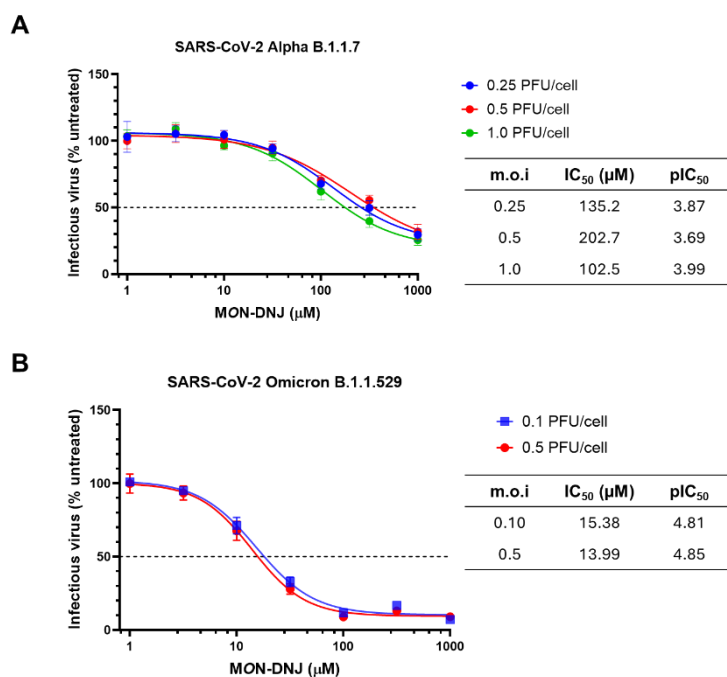 A
SARS-CoV-2 Alpha B.1.1.7
Infectious virus (% untreated)
150
100
50
0
1
10
100
1000
MON-DNJ (μM)
0.25 PFU/cell
0.5 PFU/cell
1.0 PFU/cell
m.o.i IC₅₀ (μM) pIC₅₀
0.25 135.2 3.87
0.5 202.7 3.69
1.0 102.5 3.99
B
SARS-CoV-2 Omicron B.1.1.529
Infectious virus (% untreated)
150
100
50
0
1
10
100
1000
MON-DNJ (μM)
0.1 PFU/cell
0.5 PFU/cell
m.o.i IC₅₀ (μM) pIC₅₀
0.10 15.38 4.81
0.5 13.99 4.85